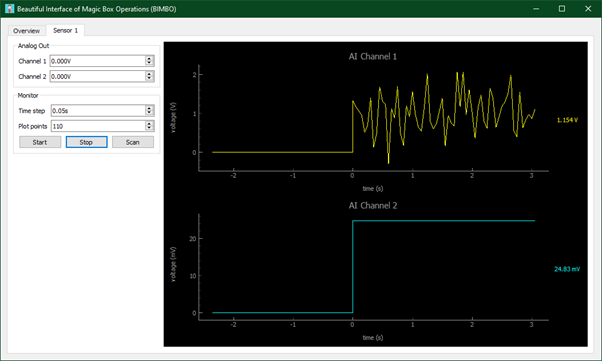 Beautiful Interface of Magic Box Operations (BIMBO)
Overview
Sensor 1
Analog Out
Channel 1
0.000V
Channel 2
0.000V
Monitor
Time step
0.05s
Plot points
110
Start
Stop
Scan
AI Channel 1
voltage (V)
2
1
0
-2
-1
0
1
2
3
time (s)
1.154 V
AI Channel 2
voltage (mV)
20
10
0
-2
-1
0
1
2
3
time (s)
24.83 mV